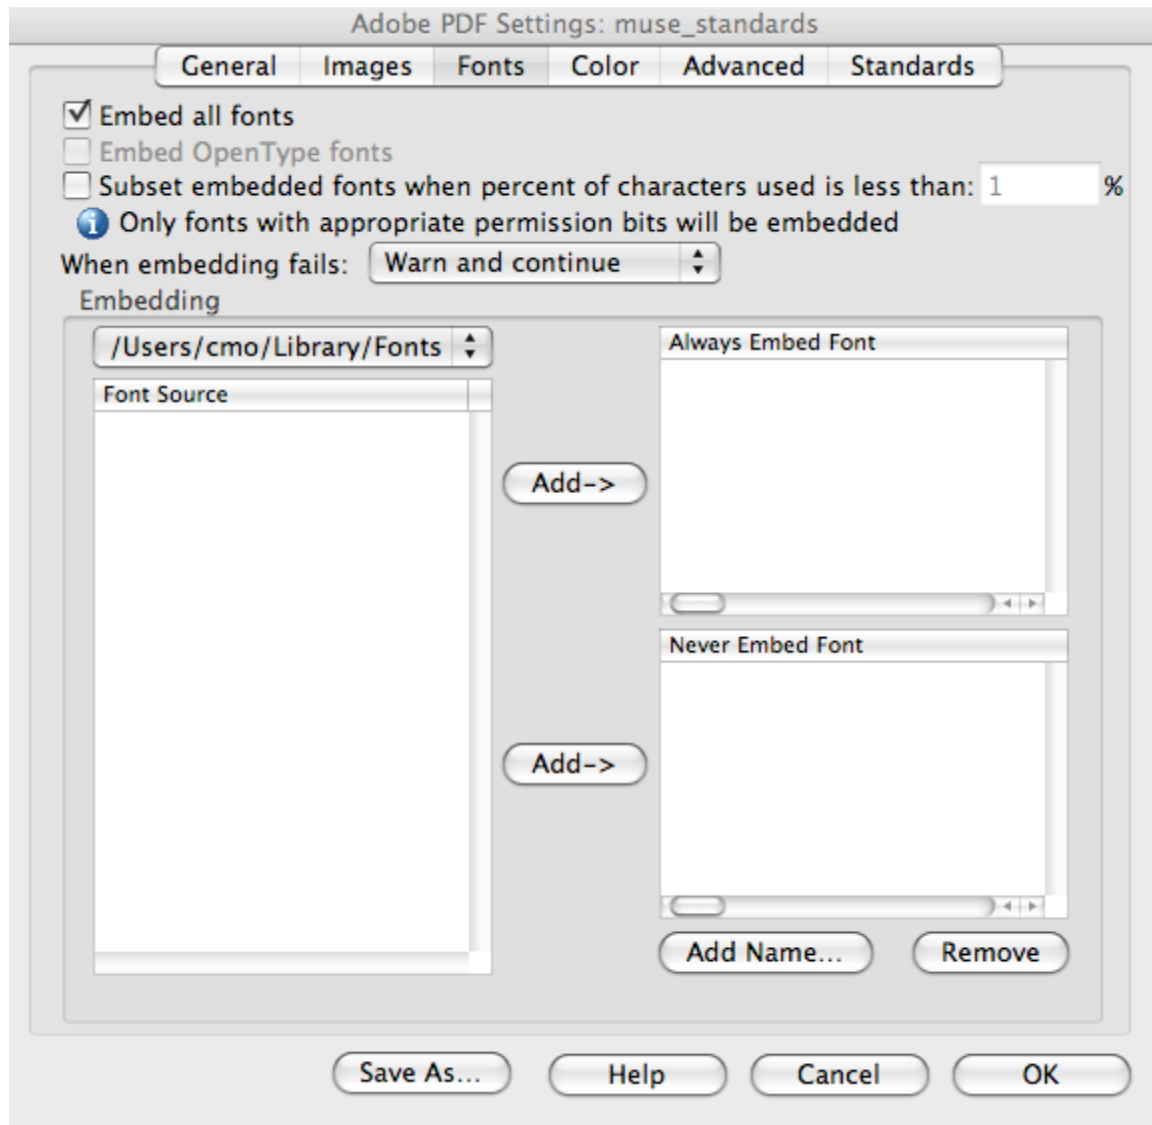 Adobe PDF Settings: muse_standards
General Images Fonts Color Advanced Standards
Embed all fonts
Embed OpenType fonts
Subset embedded fonts when percent of characters used is less than: 1 %
Only fonts with appropriate permission bits will be embedded
When embedding fails: Warn and continue
Embedding
/Users/cmo/Library/Fonts
Font Source
Add->
Add->
Always Embed Font
Never Embed Font
Add Name... Remove
Save As... Help Cancel OK